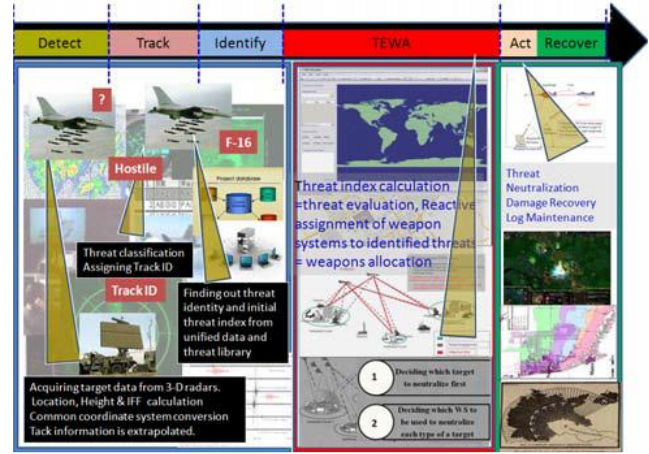 Detect Track Identify TEWA Act Recover
?
F-16
Hostile
Project database
Threat classification
Assigning Track ID
Track ID
Finding out threat
identity and initial
threat index from
unified data and
threat library
Acquiring target data from 3-D radars.
Location, Height & IFF calculation
Common coordinate system conversion
Tack information is extrapolated.
Threat index calculation
=threat evaluation, Reactive
assignment of weapon
systems to identified threats
= weapons allocation
1 Deciding which target
to neutralize first
2 Deciding which WS to
be used to neutralize
each type of a target
Threat
Neutralization
Damage Recovery
Log Maintenance